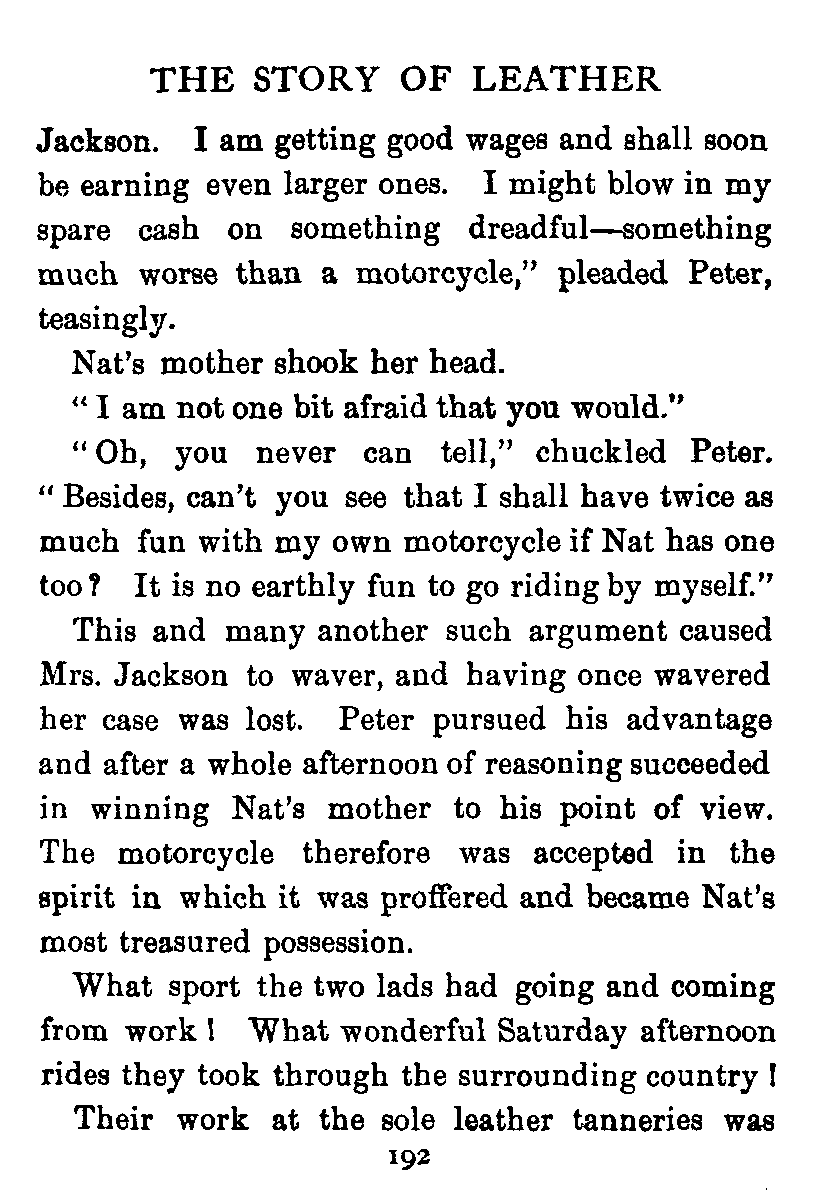 THE STORY OF LEATHER
Jackson. I am getting good wages and shall soon
be earning even larger ones. I might blow in my
spare cash on something dreadful—something
much worse than a motorcycle,” pleaded Peter,
teasingly.
Nat’s mother shook her head.
“ I am not one bit afraid that you would.”
“ Oh, you never can tell,” chuckled Peter.
“ Besides, can’t you see that I shall have twice as
much fun with my own motorcycle if Nat has one
too ? It is no earthly fun to go riding by myself.”
This and many another such argument caused
Mrs. Jackson to waver, and having once wavered
her case was lost. Peter pursued his advantage
and after a whole afternoon of reasoning succeeded
in winning Nat’s mother to his point of view.
The motorcycle therefore was accepted in the
spirit in which it was proffered and became Nat’s
most treasured possession.
What sport the two lads had going and coming
from work ! What wonderful Saturday afternoon
rides they took through the surrounding country !
Their work at the sole leather tanneries was
192